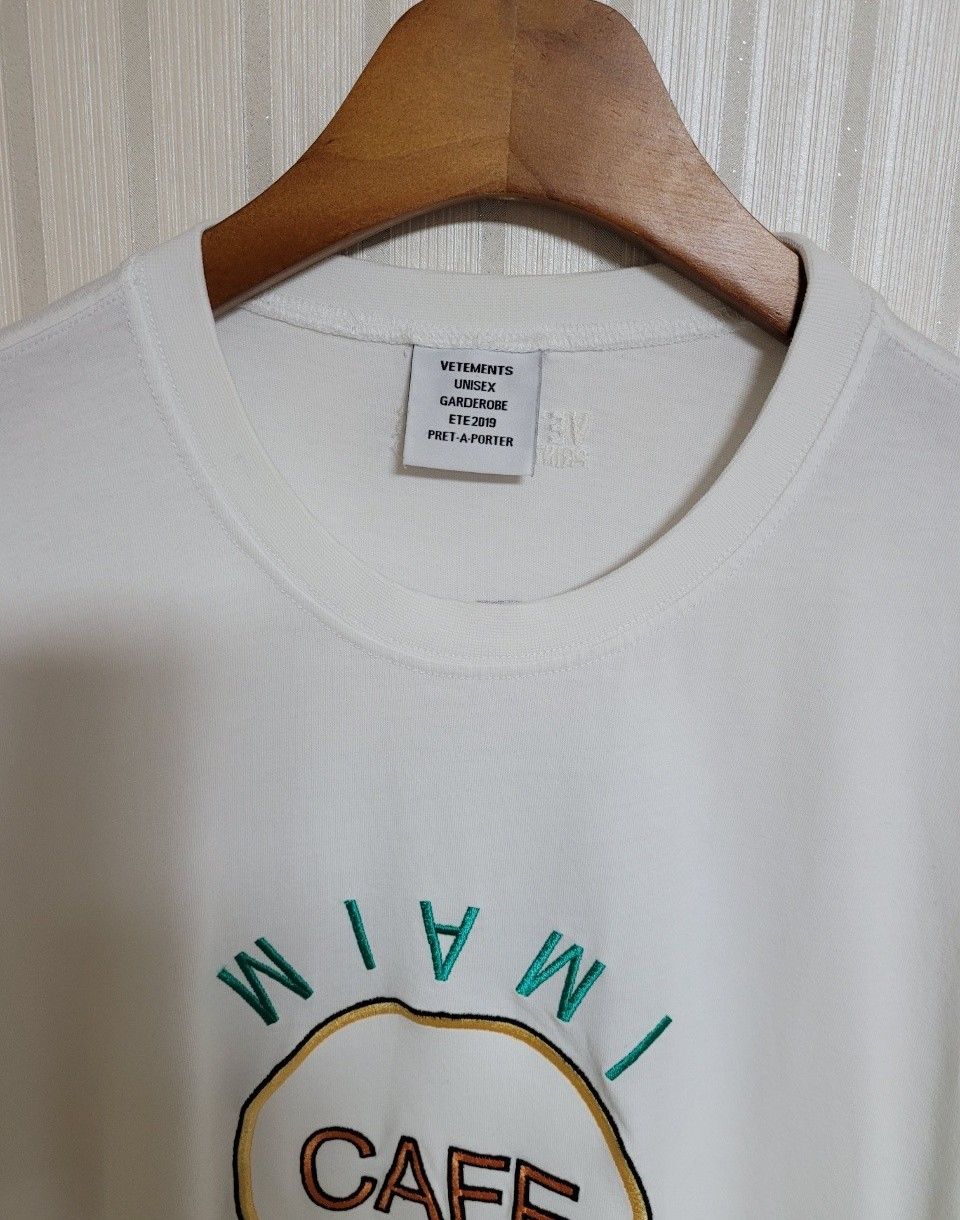 VETEMENTS
UNISEX
GARDEROBE
ETE 2019
PRET-A-PORTER
MIAMI
CAFE